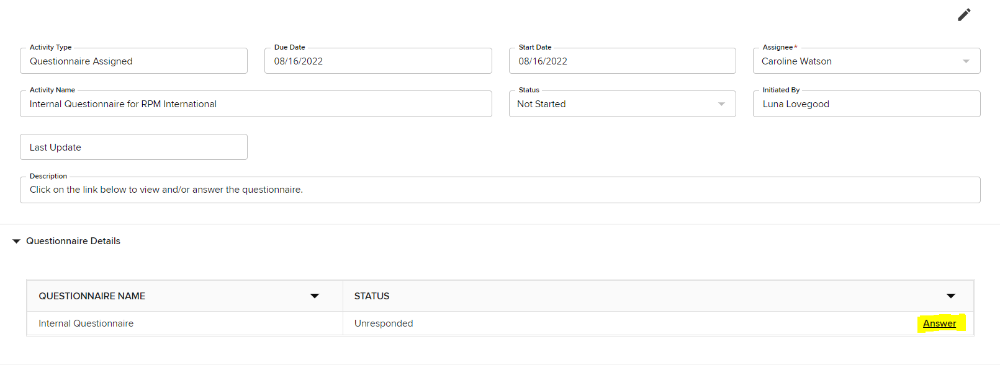 Activity Type
Questionnaire Assigned
Due Date
08/16/2022
Start Date
08/16/2022
Assignee*
Caroline Watson
Activity Name
Internal Questionnaire for RPM International
Status
Not Started
Initiated By
Luna Lovegood
Last Update
Description
Click on the link below to view and/or answer the questionnaire.
Questionnaire Details
QUESTIONNAIRE NAME
STATUS
Internal Questionnaire
Unresponded
Answer